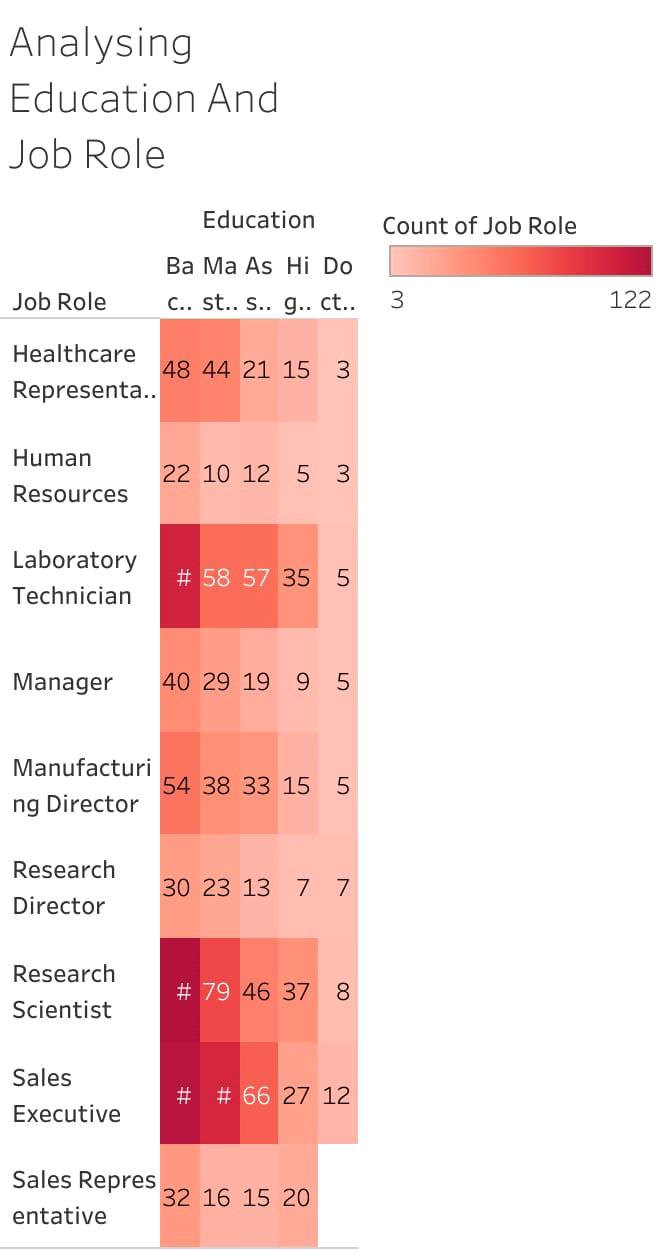 Analysing
Education And
Job Role
Education
Count of Job Role
Ba Ma As Hi Do
Job Role c.. st.. s.. g.. ct..
3 122
Healthcare
Representa.. 48 44 21 15 3
Human
Resources 22 10 12 5 3
Laboratory
Technician # 58 57 35 5
Manager 40 29 19 9 5
Manufacturi
ng Director 54 38 33 15 5
Research
Director 30 23 13 7 7
Research
Scientist # 79 46 37 8
Sales
Executive # # 66 27 12
Sales Repres
entative 32 16 15 20